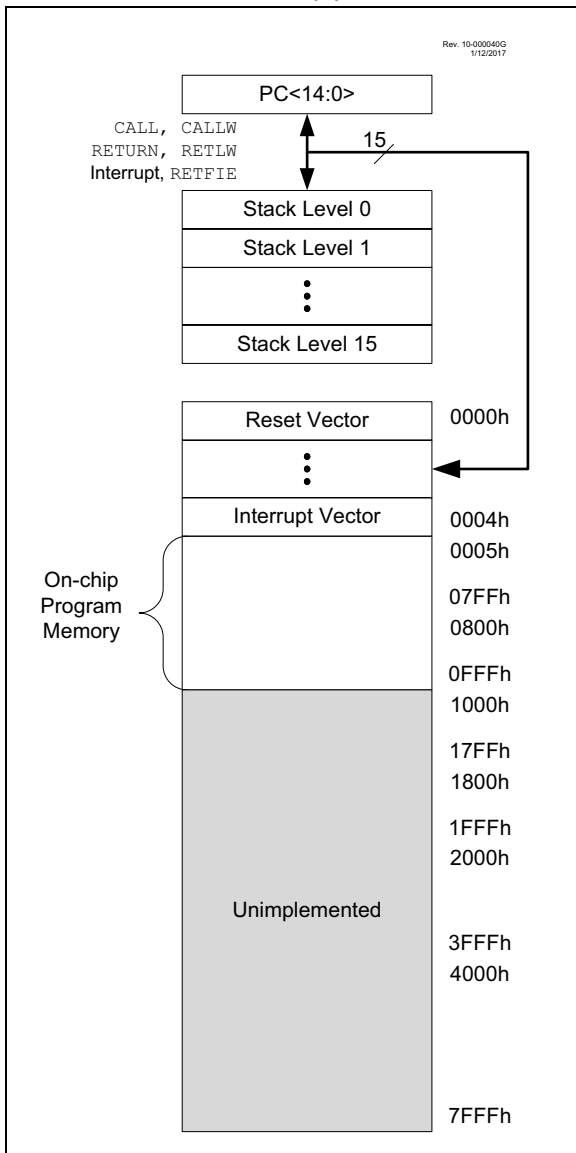 Rev. 10-000040G
1/12/2017
PC<14:0>
CALL, CALLW
RETURN, RETLW
Interrupt, RETFIE
15
Stack Level 0
Stack Level 1
Stack Level 15
Reset Vector
0000h
Interrupt Vector
0004h
0005h
On-chip
Program
Memory
07FFh
0800h
0FFFh
1000h
17FFh
1800h
1FFFh
2000h
Unimplemented
3FFFh
4000h
7FFFh